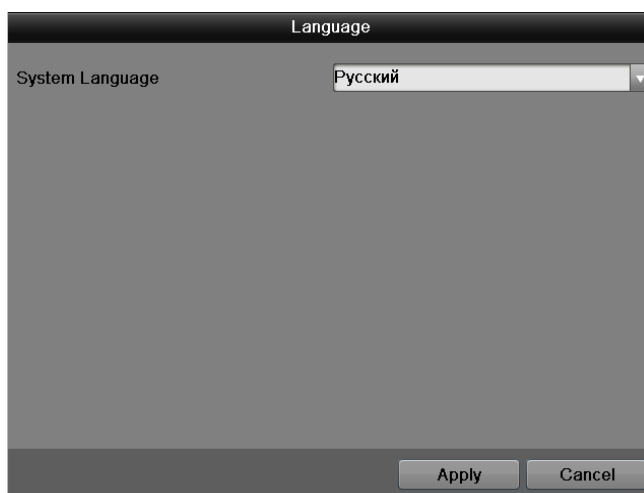 Language
System Language
Русский
Apply
Cancel